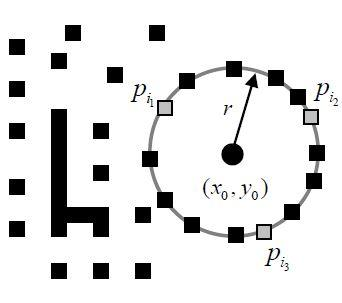 p_{i_1}
p_{i_2}
r
(x_0, y_0)
p_{i_3}